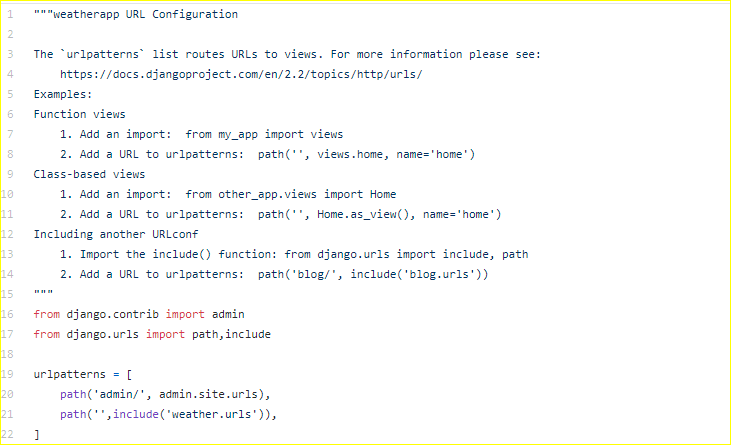 1 """weatherapp URL Configuration
2
3 The `urlpatterns` list routes URLs to views. For more information please see:
4     https://docs.djangoproject.com/en/2.2/topics/http/urls/
5 Examples:
6 Function views
7     1. Add an import:  from my_app import views
8     2. Add a URL to urlpatterns:  path('', views.home, name='home')
9 Class-based views
10     1. Add an import:  from other_app.views import Home
11     2. Add a URL to urlpatterns:  path('', Home.as_view(), name='home')
12 Including another URLconf
13     1. Import the include() function: from django.urls import include, path
14     2. Add a URL to urlpatterns:  path('blog/', include('blog.urls'))
15 """
16 from django.contrib import admin
17 from django.urls import path,include
18
19 urlpatterns = [
20     path('admin/', admin.site.urls),
21     path('',include('weather.urls')),
22 ]